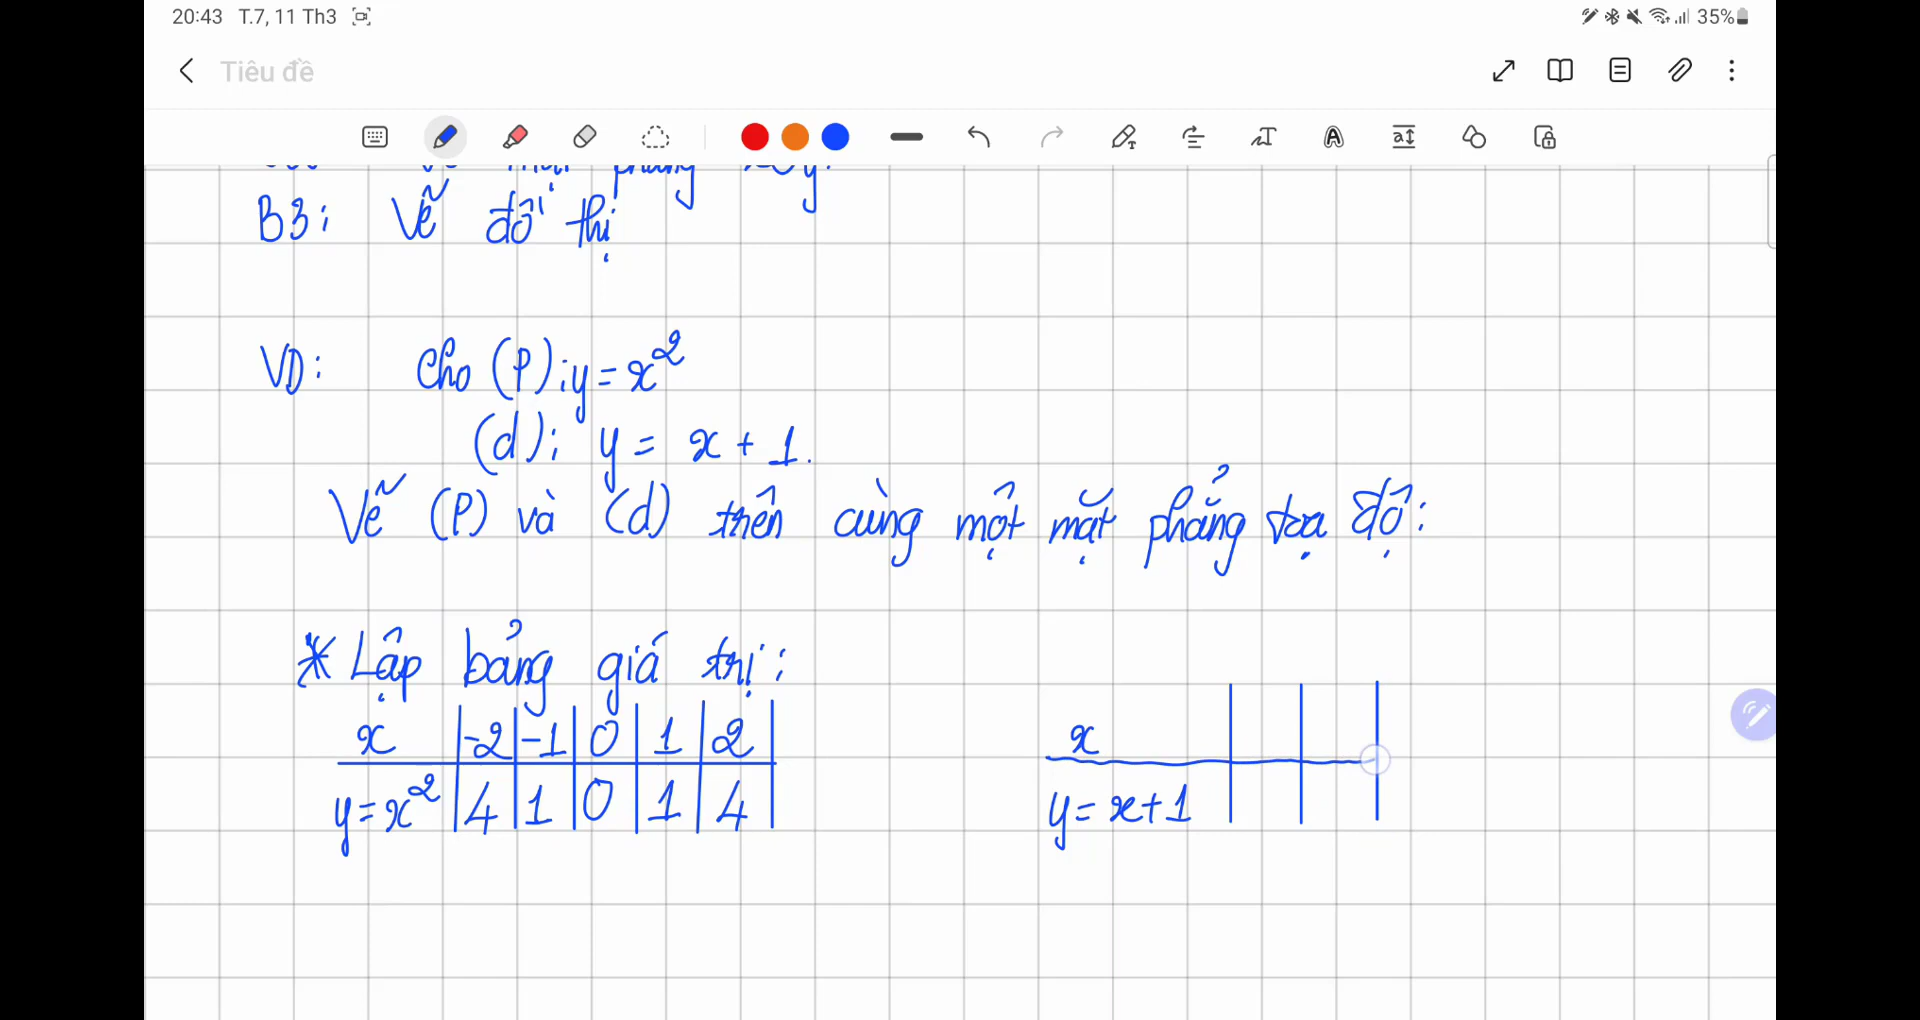 20:43 T.7, 11 Th3 35%
Tiêu đề
B3: Vẽ đồ thị
VD: Cho (P): y = x²
(d): y = x + 1.
Vẽ (P) và (d) trên cùng một mặt phẳng tọa độ:
* Lập bảng giá trị:
x | -2 | -1 | 0 | 1 | 2
y = x² | 4 | 1 | 0 | 1 | 4
x
y = x + 1